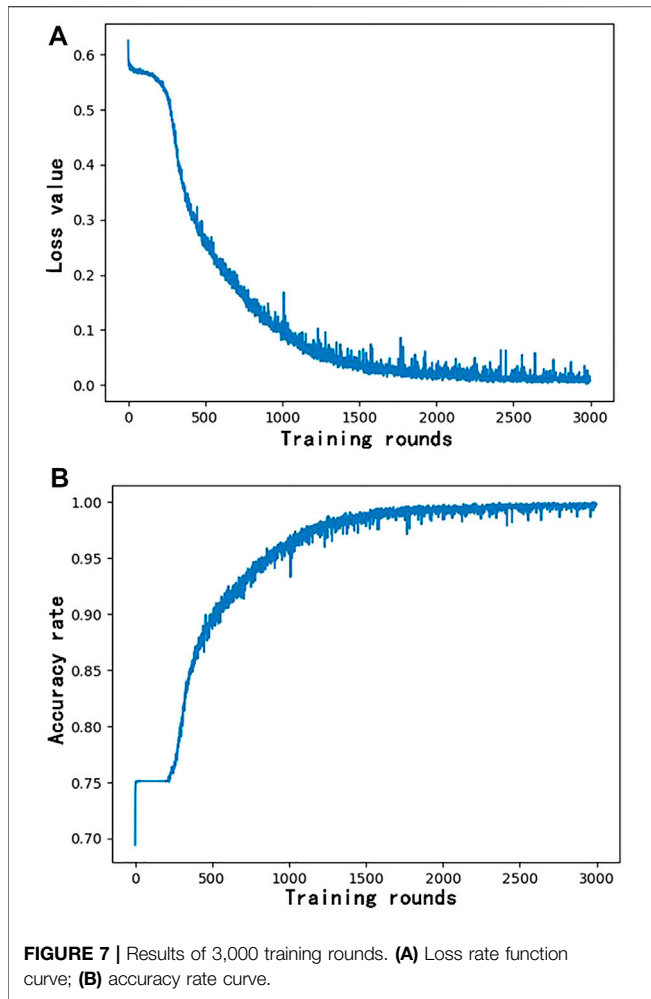 A
0.6
0.5
0.4
0.3
0.2
0.1
0.0
Loss value
0 500 1000 1500 2000 2500 3000
Training rounds
B
1.00
0.95
0.90
0.85
0.80
0.75
0.70
Accuracy rate
0 500 1000 1500 2000 2500 3000
Training rounds
FIGURE 7 | Results of 3,000 training rounds. (A) Loss rate function
curve; (B) accuracy rate curve.